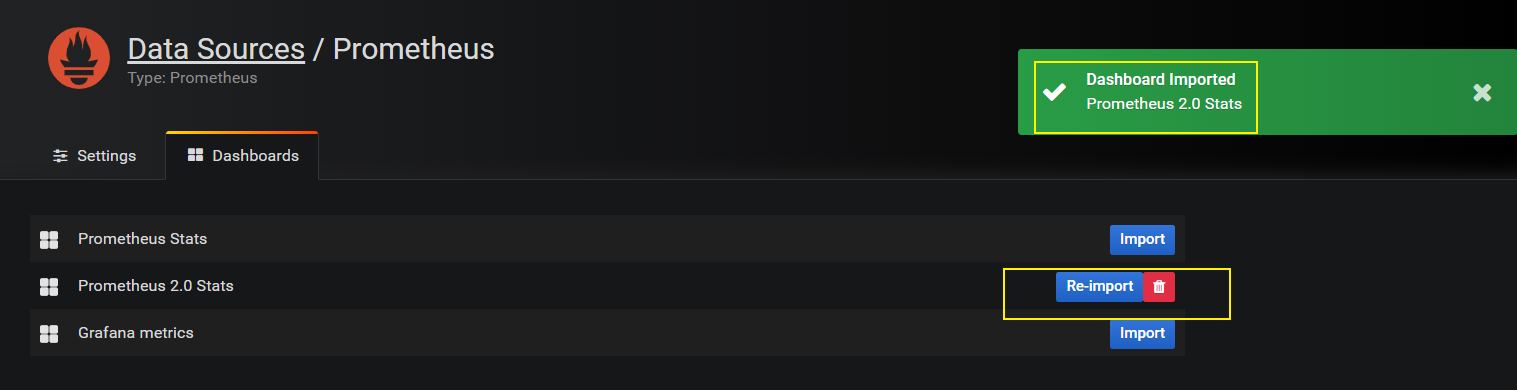 Data Sources / Prometheus
Type: Prometheus
Dashboard Imported
Prometheus 2.0 Stats
Settings
Dashboards
Prometheus Stats
Import
Prometheus 2.0 Stats
Re-import
Grafana metrics
Import